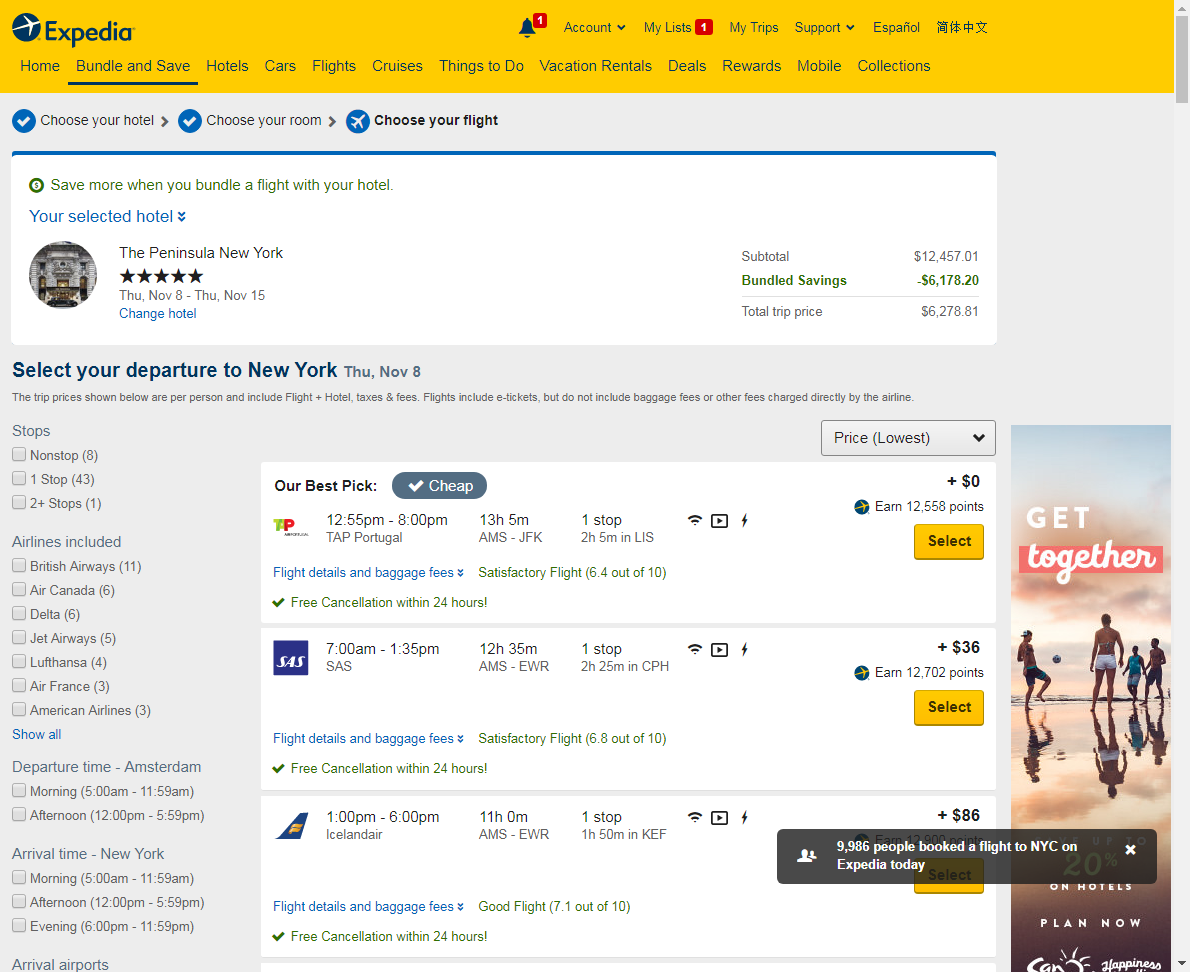 Expedia
1
Account
My Lists 1
My Trips
Support
Español
简体中文
Home
Bundle and Save
Hotels
Cars
Flights
Cruises
Things to Do
Vacation Rentals
Deals
Rewards
Mobile
Collections
Choose your hotel
Choose your room
Choose your flight
Save more when you bundle a flight with your hotel.
Your selected hotel
The Peninsula New York
Thu, Nov 8 - Thu, Nov 15
Change hotel
Subtotal $12,457.01
Bundled Savings -$6,178.20
Total trip price $6,278.81
Select your departure to New York Thu, Nov 8
The trip prices shown below are per person and include Flight + Hotel, taxes & fees. Flights include e-tickets, but do not include baggage fees or other fees charged directly by the airline.
Stops
Nonstop (8)
1 Stop (43)
2+ Stops (1)
Airlines included
British Airways (11)
Air Canada (6)
Delta (6)
Jet Airways (5)
Lufthansa (4)
Air France (3)
American Airlines (3)
Show all
Departure time - Amsterdam
Morning (5:00am - 11:59am)
Afternoon (12:00pm - 5:59pm)
Arrival time - New York
Morning (5:00am - 11:59am)
Afternoon (12:00pm - 5:59pm)
Evening (6:00pm - 11:59pm)
Arrival airports
Price (Lowest)
Our Best Pick: Cheap
+ $0
Earn 12,558 points
Select
TAP
12:55pm - 8:00pm 13h 5m 1 stop
TAP Portugal AMS - JFK 2h 5m in LIS
Flight details and baggage fees Satisfactory Flight (6.4 out of 10)
Free Cancellation within 24 hours!
SAS
7:00am - 1:35pm 12h 35m 1 stop
SAS AMS - EWR 2h 25m in CPH
+ $36
Earn 12,702 points
Select
Flight details and baggage fees Satisfactory Flight (6.8 out of 10)
Free Cancellation within 24 hours!
1:00pm - 6:00pm 11h 0m 1 stop
Icelandair AMS - EWR 1h 50m in KEF
+ $86
Earn 12,900 points
Select
9,986 people booked a flight to NYC on
Expedia today
Flight details and baggage fees Good Flight (7.1 out of 10)
Free Cancellation within 24 hours!
GET
together
UP TO
20%
ON HOTELS
PLAN NOW
Happiness